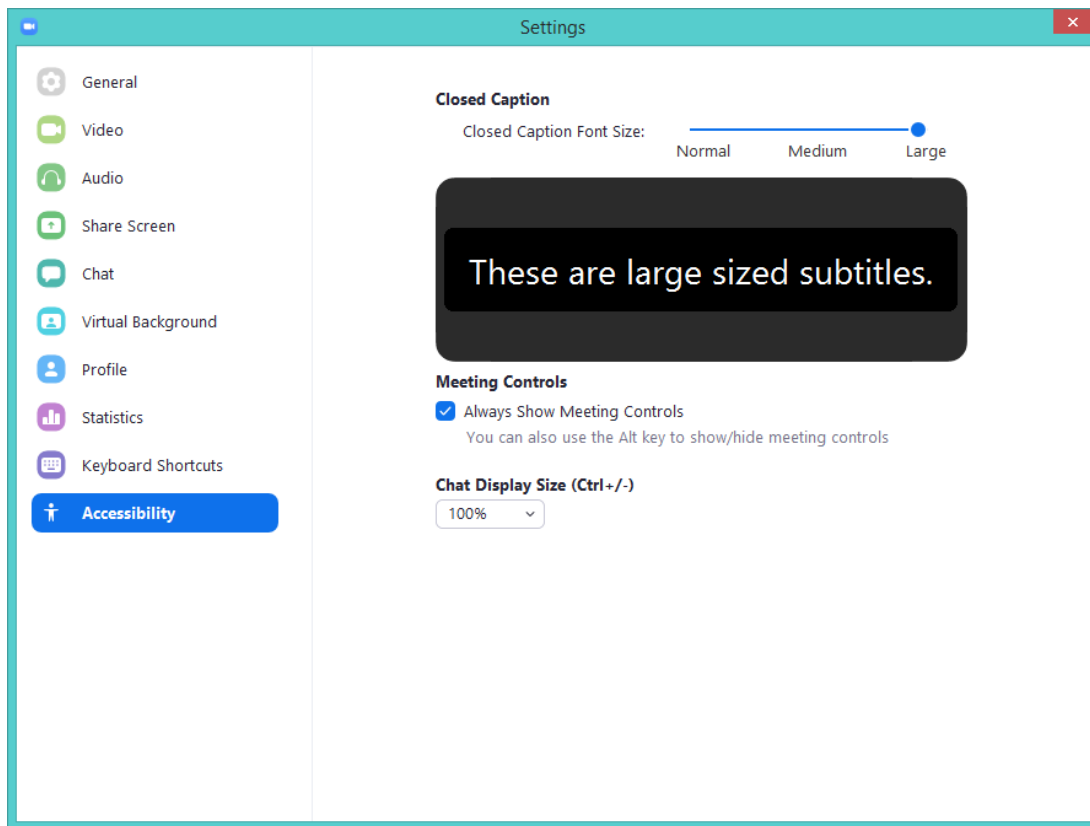 Settings
General
Video
Audio
Share Screen
Chat
Virtual Background
Profile
Statistics
Keyboard Shortcuts
Accessibility
Closed Caption
Closed Caption Font Size:
Normal Medium Large
These are large sized subtitles.
Meeting Controls
Always Show Meeting Controls
You can also use the Alt key to show/hide meeting controls
Chat Display Size (Ctrl+/-)
100%